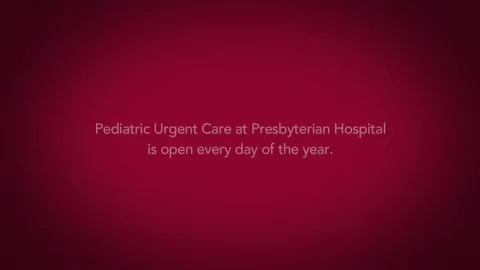 Pediatric Urgent Care at Presbyterian Hospital
is open every day of the year.